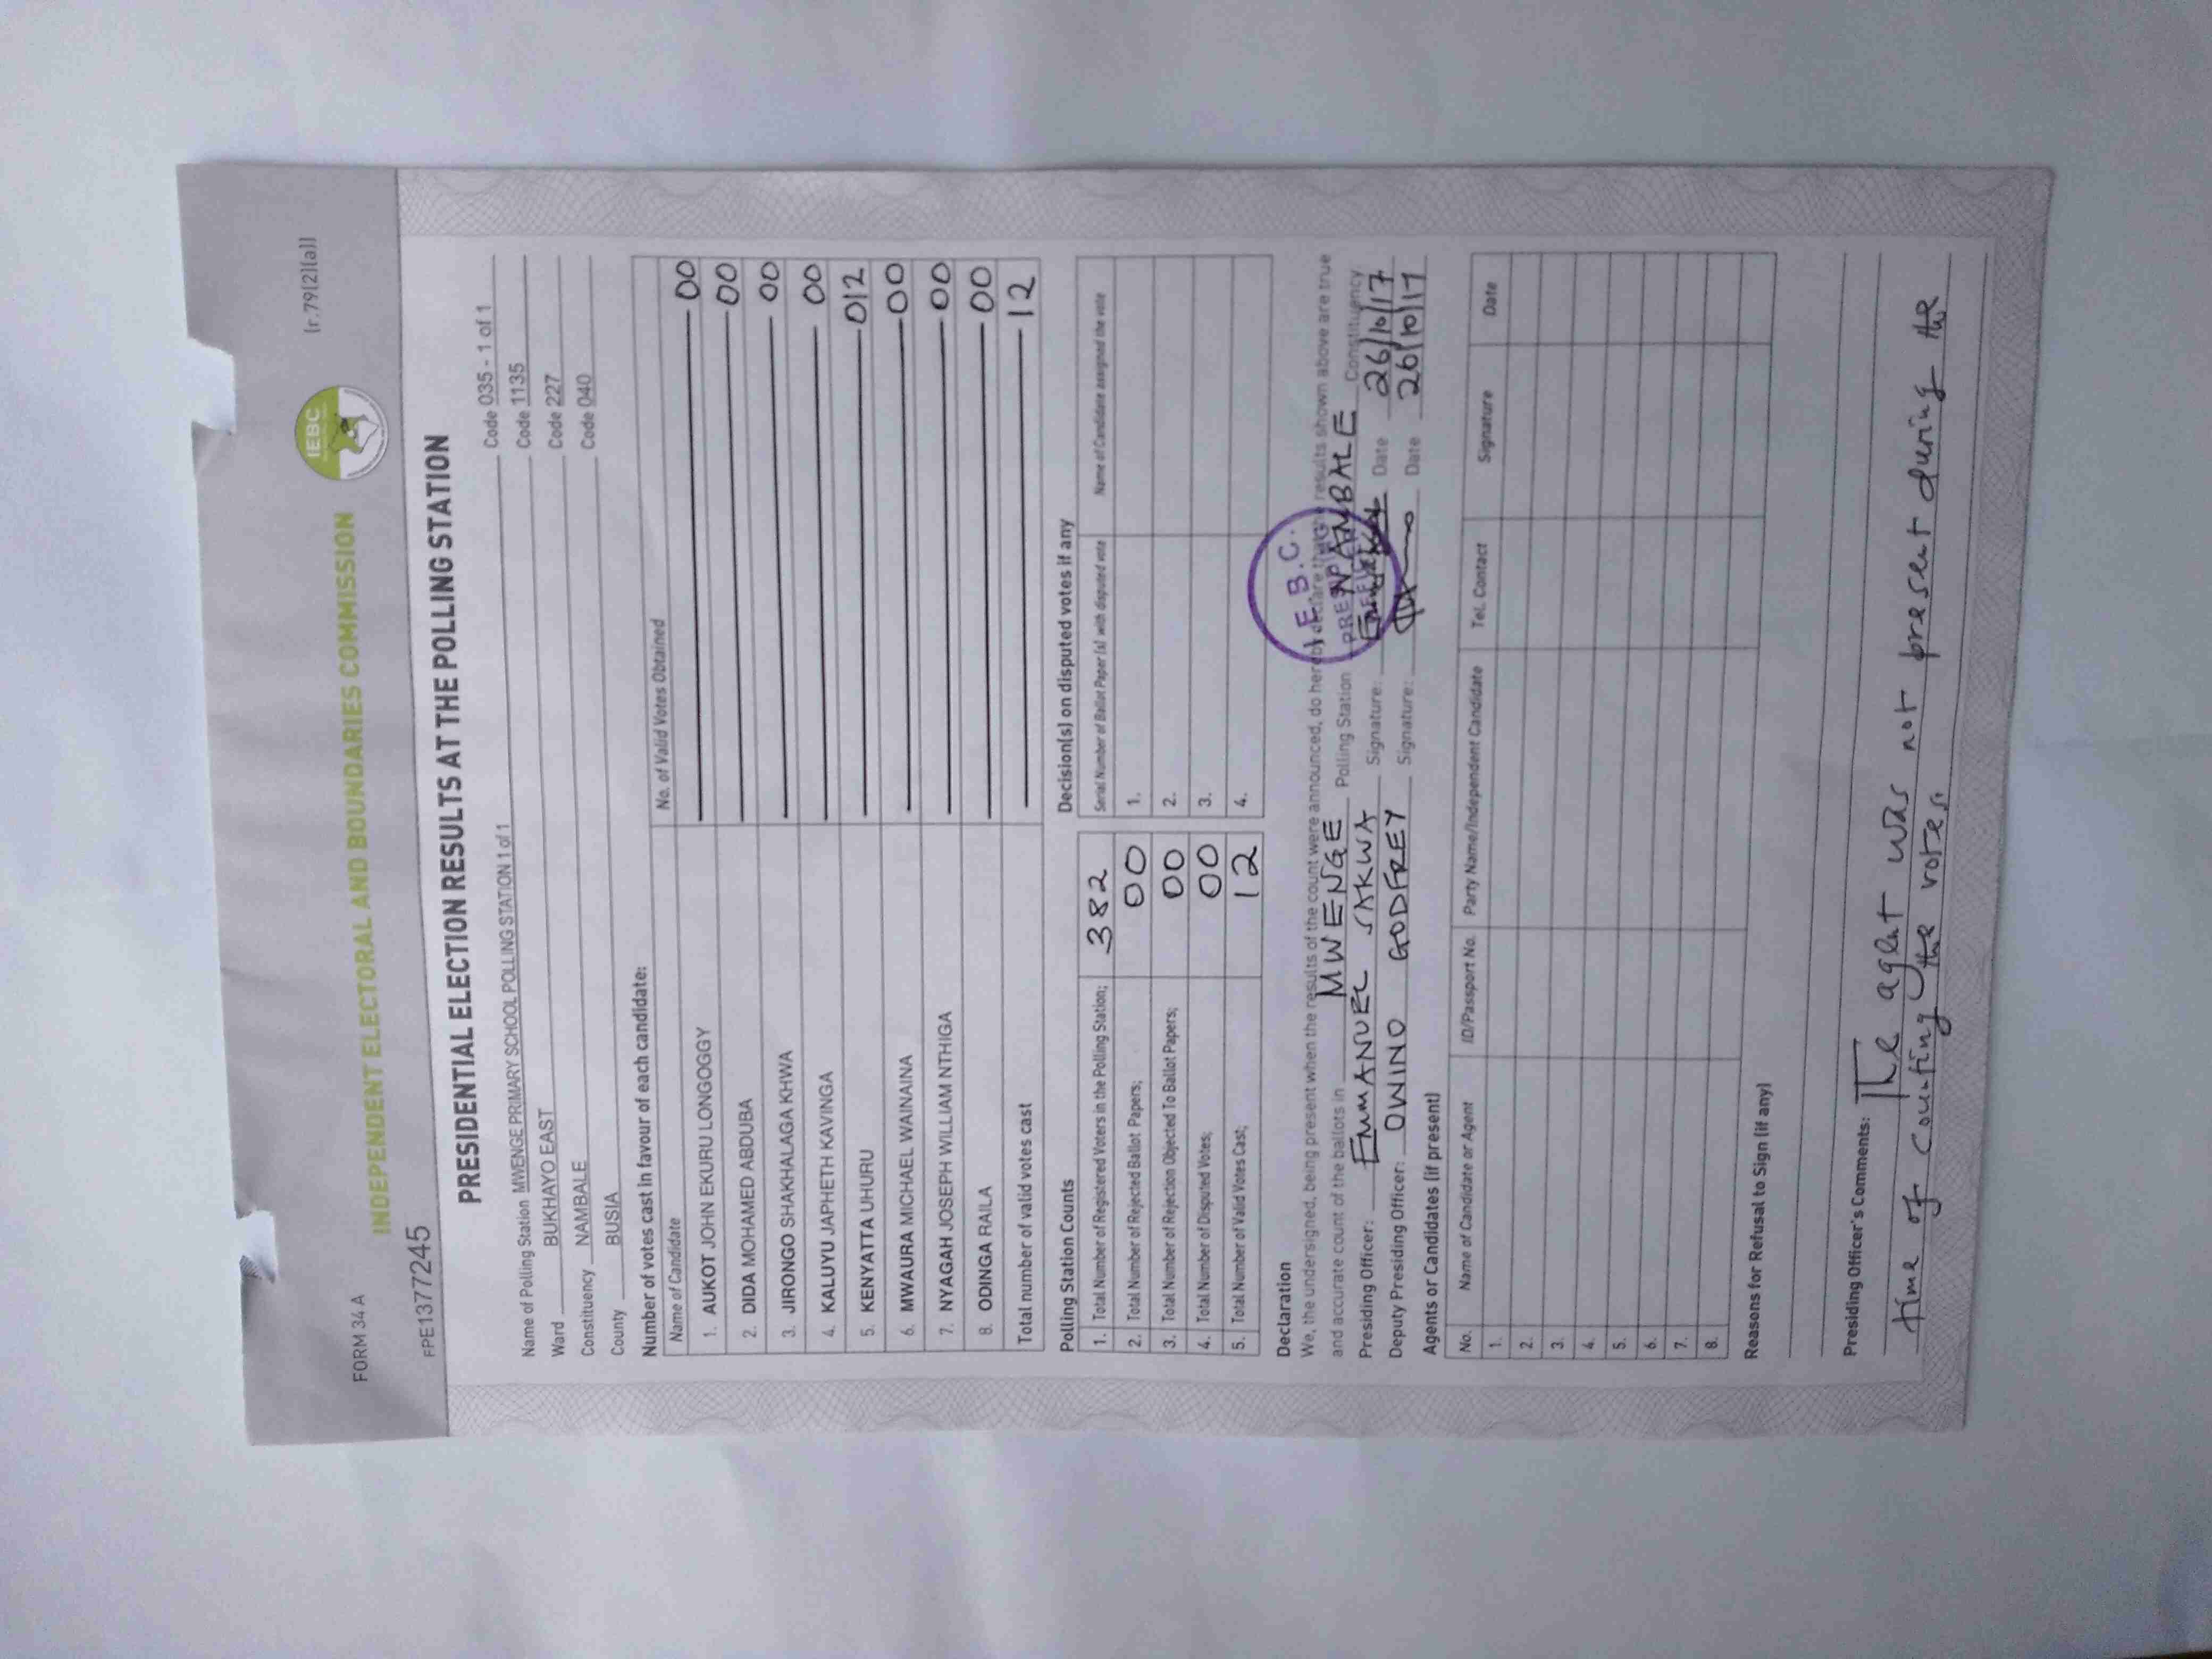 FORM 34 A
(r.79(2)(a))
IEBC
INDEPENDENT ELECTORAL AND BOUNDARIES COMMISSION
FPE1377245
PRESIDENTIAL ELECTION RESULTS AT THE POLLING STATION
Name of Polling Station MWENGE PRIMARY SCHOOL POLLING STATION 1 of 1 Code 035 - 1 of 1
Ward BUKHAYO EAST Code 1135
Constituency NAMBALE Code 227
County BUSIA Code 040
Number of votes cast in favour of each candidate:
Name of Candidate No. of Valid Votes Obtained
1. AUKOT JOHN EKURU LONGOGGY 00
2. DIDA MOHAMED ABDUBA 00
3. JIRONGO SHAKHALAGA KHWA 00
4. KALUYU JAPHETH KAVINGA 00
5. KENYATTA UHURU 012
6. MWAURA MICHAEL WAINAINA 00
7. NYAGAH JOSEPH WILLIAM NTHIGA 00
8. ODINGA RAILA 00
Total number of valid votes cast 12
Polling Station Counts Decision(s) on disputed votes if any
1. Total Number of Registered Voters in the Polling Station; 382 Serial Number of Ballot Paper (s) with disputed vote Name of Candidate assigned the vote
2. Total Number of Rejected Ballot Papers; 00 1.
3. Total Number of Rejection Objected To Ballot Papers; 00 2.
4. Total Number of Disputed Votes; 00 3.
5. Total Number of Valid Votes Cast; 12 4.
Declaration
We, the undersigned, being present when the results of the count were announced, do hereby declare that the results shown above are true
and accurate count of the ballots in MWENGE Polling Station NAMBALE Constituency
Presiding Officer: EMMANUEL SAKWA Signature: Date 26/10/17
Deputy Presiding Officer: OWINO GODFREY Signature: Date 26/10/17
I.E.B.C.
Agents or Candidates (if present)
No. Name of Candidate or Agent ID/Passport No. Party Name/Independent Candidate Tel. Contact Signature Date
1.
2.
3.
4.
5.
6.
7.
8.
Reasons for Refusal to Sign (if any)
Presiding Officer's Comments: The agent was not present during the
time of counting the votes.